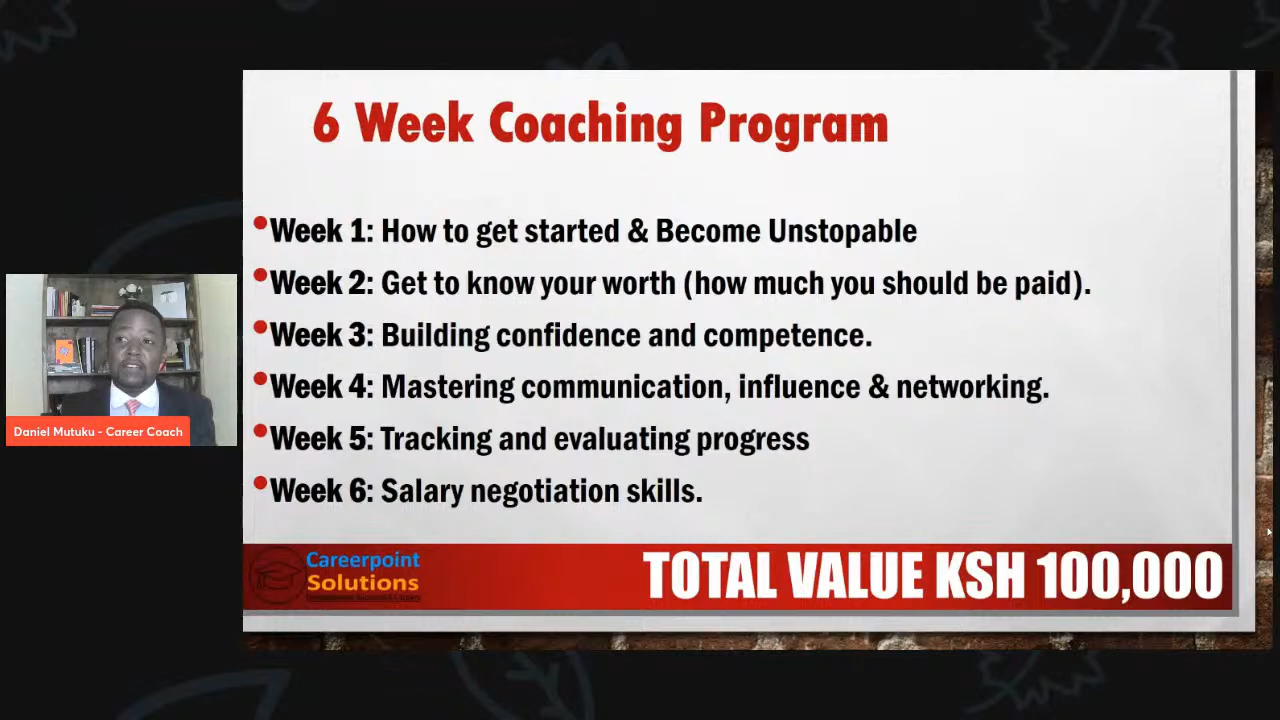 6 Week Coaching Program
•Week 1: How to get started & Become Unstopable
•Week 2: Get to know your worth (how much you should be paid).
•Week 3: Building confidence and competence.
•Week 4: Mastering communication, influence & networking.
•Week 5: Tracking and evaluating progress
•Week 6: Salary negotiation skills.
Daniel Mutuku - Career Coach
Careerpoint
Solutions
TOTAL VALUE KSH 100,000